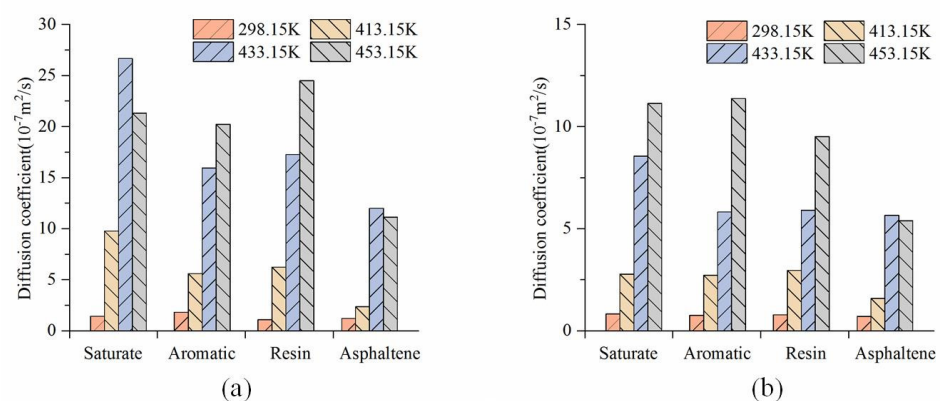 30
25
20
15
10
5
0
Diffusion coefficient(10-7m2/s)
298.15K 413.15K
433.15K 453.15K
Saturate Aromatic Resin Asphaltene
(a)
15
10
5
0
Diffusion coefficient(10-7m2/s)
298.15K 413.15K
433.15K 453.15K
Saturate Aromatic Resin Asphaltene
(b)